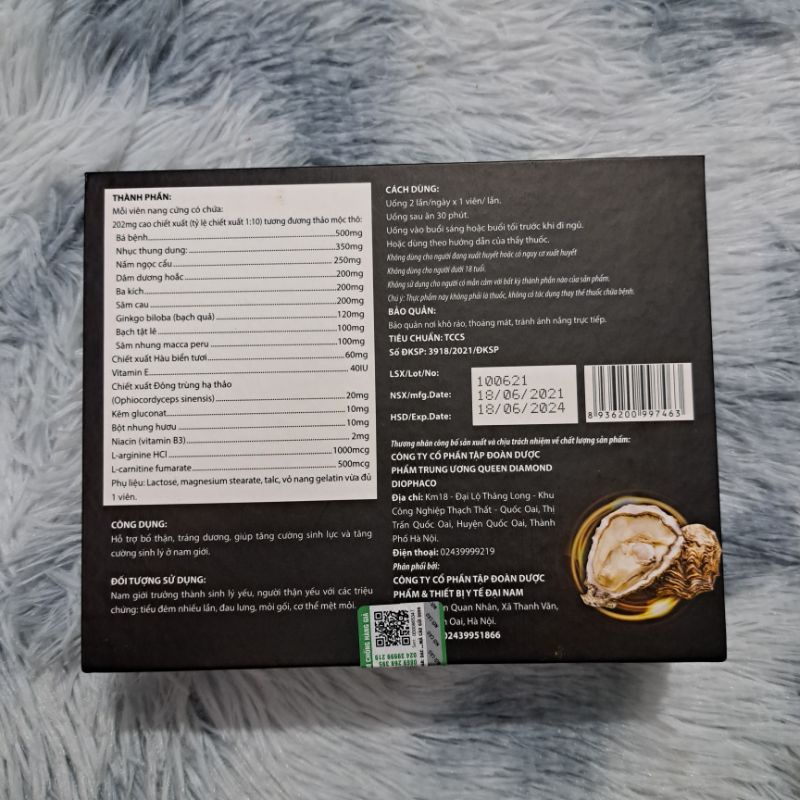 THÀNH PHẦN:
Mỗi viên nang cứng có chứa:
202mg cao chiết xuất (tỷ lệ chiết xuất 1:10) tương đương thảo mộc thô:
Bá bệnh 500mg
Nhục thung dung: 350mg
Nấm ngọc cẩu 250mg
Dâm dương hoắc 200mg
Ba kích 200mg
Sâm cau 200mg
Ginkgo biloba (bạch quả) 120mg
Bạch tật lê 100mg
Sâm nhung macca peru 100mg
Chiết xuất Hàu biển tươi 60mg
Vitamin E 40IU
Chiết xuất Đông trùng hạ thảo
(Ophiocordyceps sinensis) 20mg
Kẽm gluconat 10mg
Bột nhung hươu 10mg
Niacin (vitamin B3) 2mg
L-arginine HCl 1000mcg
L-carnitine fumarate 500mcg
Phụ liệu: Lactose, magnesium stearate, talc, vỏ nang gelatin vừa đủ
1 viên.
CÔNG DỤNG:
Hỗ trợ bổ thận, tráng dương, giúp tăng cường sinh lực và tăng
cường sinh lý ở nam giới.
ĐỐI TƯỢNG SỬ DỤNG:
Nam giới trưởng thành sinh lý yếu, người thận yếu với các triệu
chứng: tiểu đêm nhiều lần, đau lưng, mỏi gối, cơ thể mệt mỏi.
CÁCH DÙNG:
Uống 2 lần/ngày x 1 viên/ lần.
Uống sau ăn 30 phút.
Uống vào buổi sáng hoặc buổi tối trước khi đi ngủ.
Hoặc dùng theo hướng dẫn của thầy thuốc.
Không dùng cho người đang xuất huyết hoặc có nguy cơ xuất huyết
Không dùng cho người dưới 18 tuổi.
Không sử dụng cho người có mẫn cảm với bất kỳ thành phần nào của sản phẩm.
Chú ý: Thực phẩm này không phải là thuốc, không có tác dụng thay thế thuốc chữa bệnh.
BẢO QUẢN:
Bảo quản nơi khô ráo, thoáng mát, tránh ánh nắng trực tiếp.
TIÊU CHUẨN: TCCS
Số ĐKSP: 3918/2021/ĐKSP
LSX/Lot/No: 100621
NSX/mfg.Date: 18/06/2021
HSD/Exp.Date: 18/06/2024
8 936200 997463
Thương nhân công bố sản xuất và chịu trách nhiệm về chất lượng sản phẩm:
CÔNG TY CỔ PHẦN TẬP ĐOÀN DƯỢC
PHẨM TRUNG ƯƠNG QUEEN DIAMOND
DIOPHACO
Địa chỉ: Km18 - Đại Lộ Thăng Long - Khu
Công Nghiệp Thạch Thất - Quốc Oai, Thị
Trấn Quốc Oai, Huyện Quốc Oai, Thành
Phố Hà Nội.
Điện thoại: 02439999219
Phân phối bởi:
CÔNG TY CỔ PHẦN TẬP ĐOÀN DƯỢC
PHẨM & THIẾT BỊ Y TẾ ĐẠI NAM
Quan Nhân, Xã Thanh Văn,
Oai, Hà Nội.
02439951866
CHỐNG HÀNG GIẢ
024 39999 219